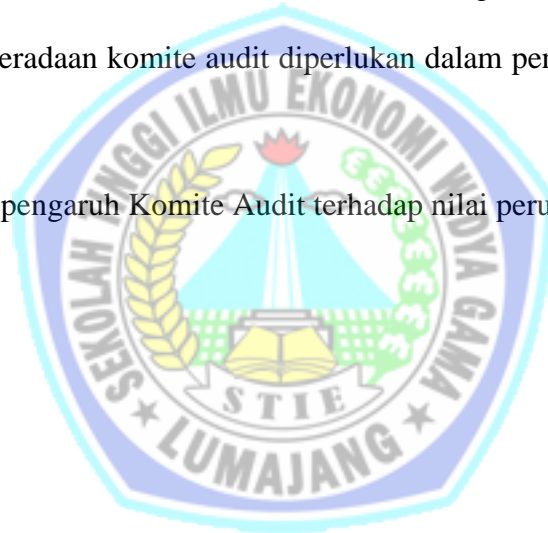 eradaan komite audit diperlukan dalam per
pengaruh Komite Audit terhadap nilai peru
SEKOLAH TINGGI ILMU EKONOMI WIDYA GAMA
STIE
LUMAJANG